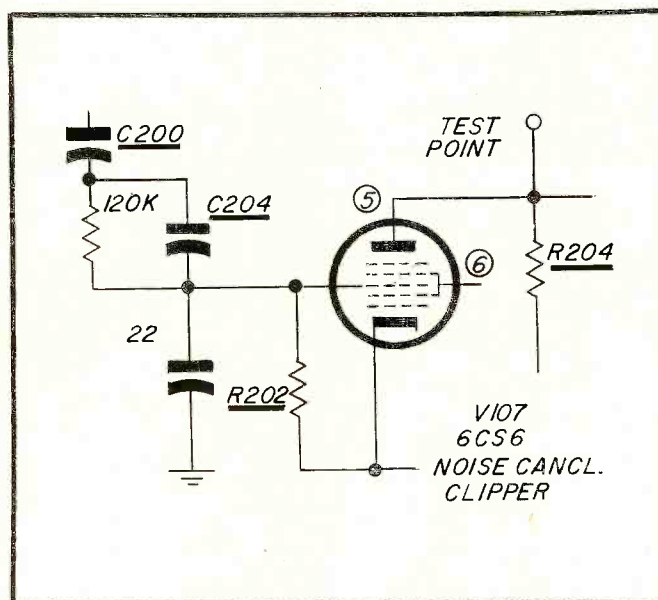 C200
TEST
POINT
120K
C204
5
6
R204
22
R202
V107
6CS6
NOISE CANCL.
CLIPPER